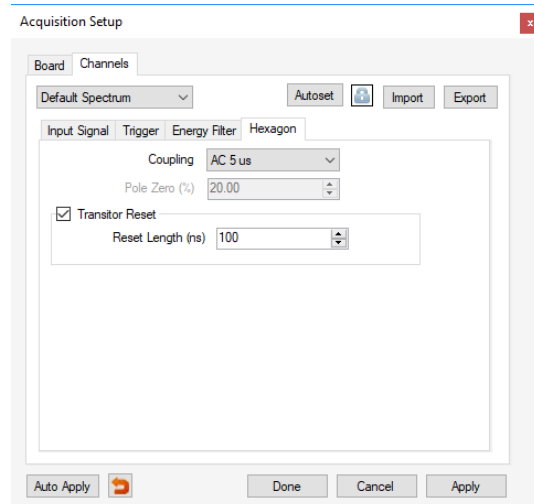 Acquisition Setup
x
Board Channels
Default Spectrum Autoset Import Export
Input Signal Trigger Energy Filter Hexagon
Coupling AC 5 us
Pole Zero (%) 20.00
Transitor Reset
Reset Length (ns) 100
Auto Apply Done Cancel Apply